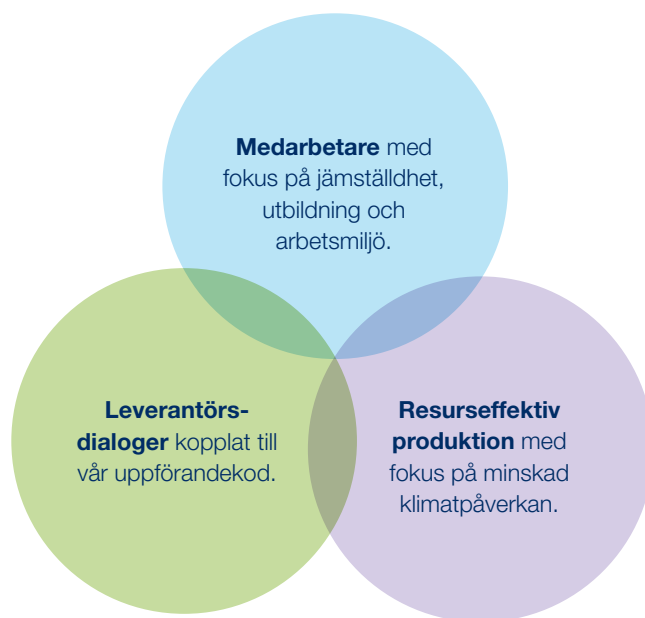 Medarbetare med
fokus på jämställdhet,
utbildning och
arbetsmiljö.
Leverantörs-
dialoger kopplat till
vår uppförandekod.
Resurseffektiv
produktion med
fokus på minskad
klimatpåverkan.